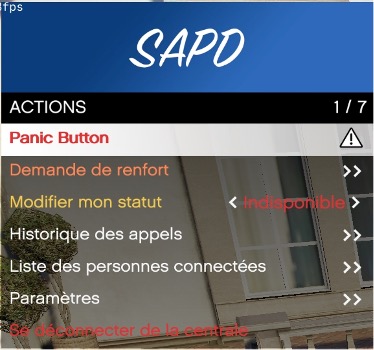 fps
SAPD
ACTIONS 1 / 7
Panic Button
Demande de renfort
Modifier mon statut Indisponible
Historique des appels
Liste des personnes connectées
Paramètres
Se déconnecter de la centrale